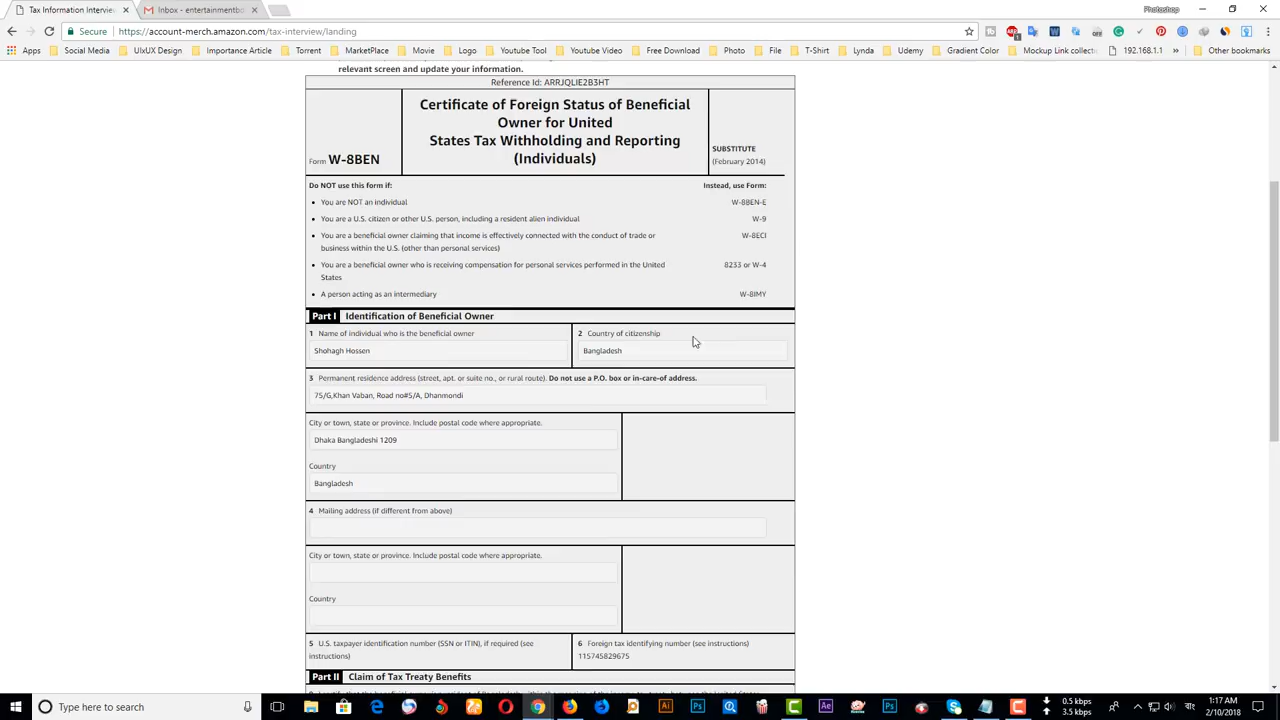 Tax Information Intervie
Inbox - entertainmentbo
Photoshop
Secure
https://account-merch.amazon.com/tax-interview/landing
Apps
Social Media
UIxUX Design
Importance Article
Torrent
MarketPlace
Movie
Logo
Youtube Tool
Youtube Video
Free Download
Photo
File
T-Shirt
Lynda
Udemy
Gradient Color
Mockup Link collect
192.168.1.1
»
Other bookmarks
relevant screen and update your information.
Reference Id: ARRJQLIE2B3HT
Form W-8BEN
Certificate of Foreign Status of Beneficial
Owner for United
States Tax Withholding and Reporting
(Individuals)
SUBSTITUTE
(February 2014)
Do NOT use this form if:
Instead, use Form:
• You are NOT an individual
W-8BEN-E
• You are a U.S. citizen or other U.S. person, including a resident alien individual
W-9
• You are a beneficial owner claiming that income is effectively connected with the conduct of trade or
business within the U.S. (other than personal services)
W-8ECI
• You are a beneficial owner who is receiving compensation for personal services performed in the United
States
8233 or W-4
• A person acting as an intermediary
W-8IMY
Part I Identification of Beneficial Owner
1 Name of individual who is the beneficial owner
Shohagh Hossen
2 Country of citizenship
Bangladesh
3 Permanent residence address (street, apt. or suite no., or rural route). Do not use a P.O. box or in-care-of address.
75/G,Khan Vaban, Road no#5/A, Dhanmondi
City or town, state or province. Include postal code where appropriate.
Dhaka Bangladeshi 1209
Country
Bangladesh
4 Mailing address (if different from above)
City or town, state or province. Include postal code where appropriate.
Country
5 U.S. taxpayer identification number (SSN or ITIN), if required (see
instructions)
6 Foreign tax identifying number (see instructions)
115745829675
Part II Claim of Tax Treaty Benefits
Type here to search
0.5 kbps
3.5 kbps
1:17 AM
2/10/2018